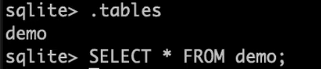 sqlite> .tables
demo
sqlite> SELECT * FROM demo;